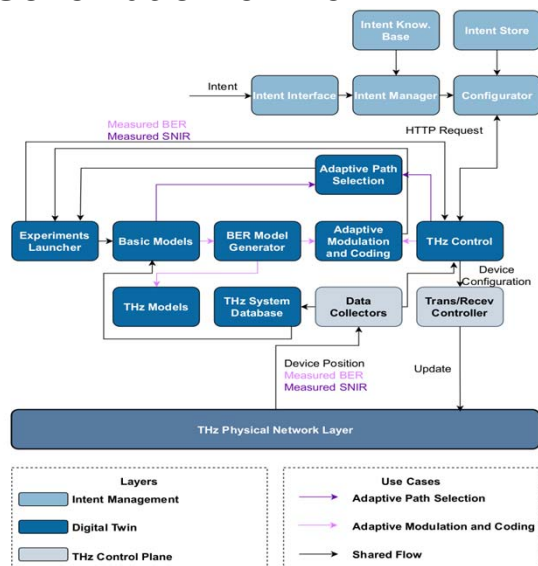 Intent Know.
Base
Intent Store
Intent
Intent Interface
Intent Manager
Configurator
Measured BER
Measured SNIR
HTTP Request
Adaptive Path
Selection
Experiments
Launcher
Basic Models
BER Model
Generator
Adaptive
Modulation
and Coding
THz Control
Device
Configuration
THz Models
THz System
Database
Data
Collectors
Trans/Recev
Controller
Device Position
Measured BER
Measured SNIR
Update
THz Physical Network Layer
Layers
Intent Management
Digital Twin
THz Control Plane
Use Cases
Adaptive Path Selection
Adaptive Modulation and Coding
Shared Flow